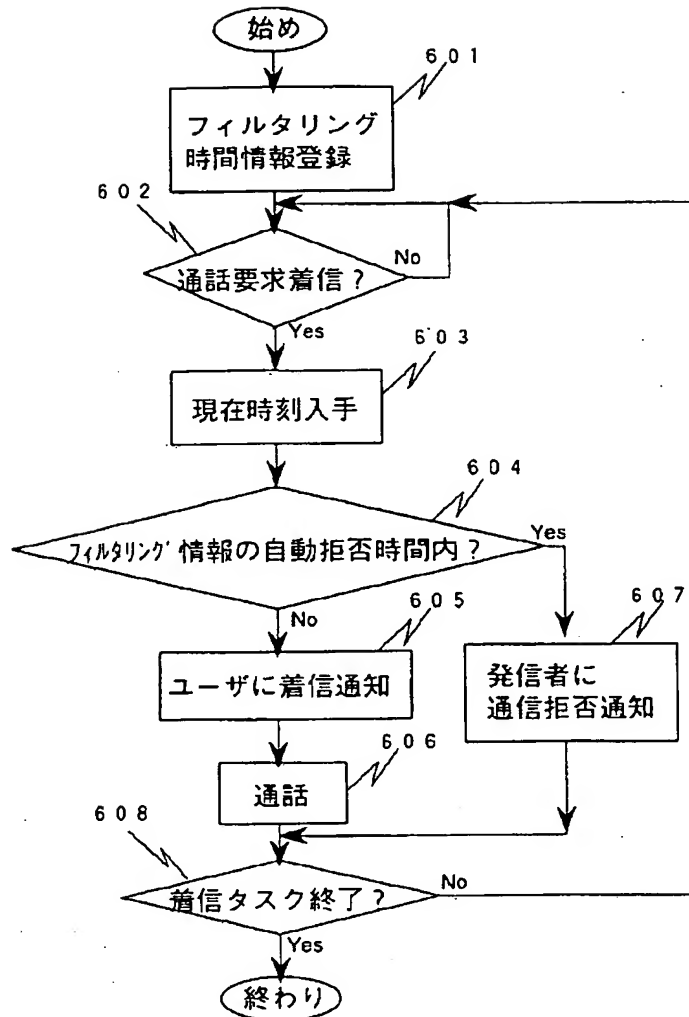 始め
601
フィルタリング
時間情報登録
602
通話要求着信？
No
Yes
603
現在時刻入手
604
フィルタリング情報の自動拒否時間内？
Yes
No
605
ユーザに着信通知
607
発信者に
通信拒否通知
606
通話
608
着信タスク終了？
No
Yes
終わり